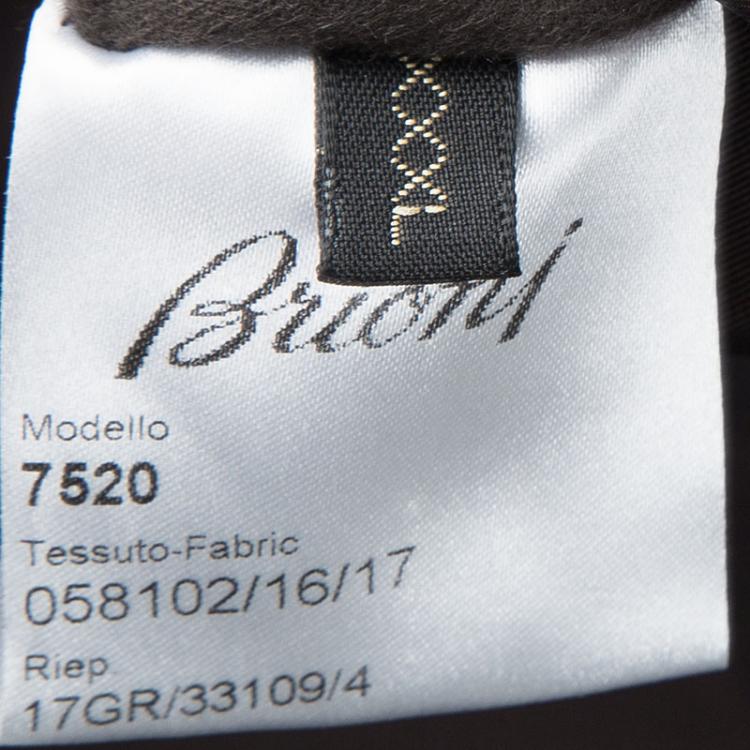 XXXL
Brioni
Modello
7520
Tessuto-Fabric
058102/16/17
Riep.
17GR/33109/4